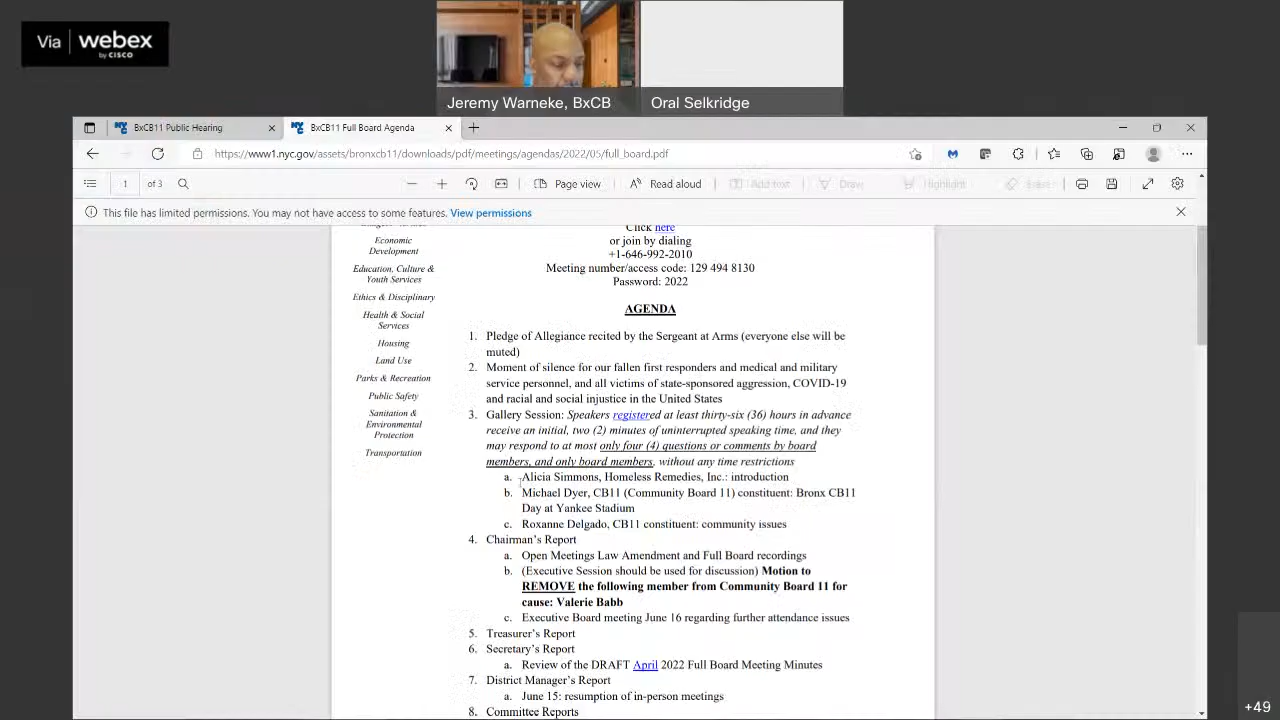 Via webex
by CISCO
Jeremy Warneke, BxCB
Oral Selkridge
BxCB11 Public Hearing
BxCB11 Full Board Agenda
https://www1.nyc.gov/assets/bronxcb11/downloads/pdf/meetings/agendas/2022/05/full_board.pdf
1 of 3
Page view
Read aloud
Add text
Draw
Highlight
Erase
This file has limited permissions. You may not have access to some features. View permissions
Economic
Development
Education, Culture &
Youth Services
Ethics & Disciplinary
Health & Social
Services
Housing
Land Use
Parks & Recreation
Public Safety
Sanitation &
Environmental
Protection
Transportation
Click here
or join by dialing
+1-646-992-2010
Meeting number/access code: 129 494 8130
Password: 2022
AGENDA
1. Pledge of Allegiance recited by the Sergeant at Arms (everyone else will be
muted)
2. Moment of silence for our fallen first responders and medical and military
service personnel, and all victims of state-sponsored aggression, COVID-19
and racial and social injustice in the United States
3. Gallery Session: Speakers registered at least thirty-six (36) hours in advance
receive an initial, two (2) minutes of uninterrupted speaking time, and they
may respond to at most only four (4) questions or comments by board
members, and only board members, without any time restrictions
a. Alicia Simmons, Homeless Remedies, Inc.: introduction
b. Michael Dyer, CB11 (Community Board 11) constituent: Bronx CB11
Day at Yankee Stadium
c. Roxanne Delgado, CB11 constituent: community issues
4. Chairman's Report
a. Open Meetings Law Amendment and Full Board recordings
b. (Executive Session should be used for discussion) Motion to
REMOVE the following member from Community Board 11 for
cause: Valerie Babb
c. Executive Board meeting June 16 regarding further attendance issues
5. Treasurer's Report
6. Secretary's Report
a. Review of the DRAFT April 2022 Full Board Meeting Minutes
7. District Manager's Report
a. June 15: resumption of in-person meetings
8. Committee Reports
+49